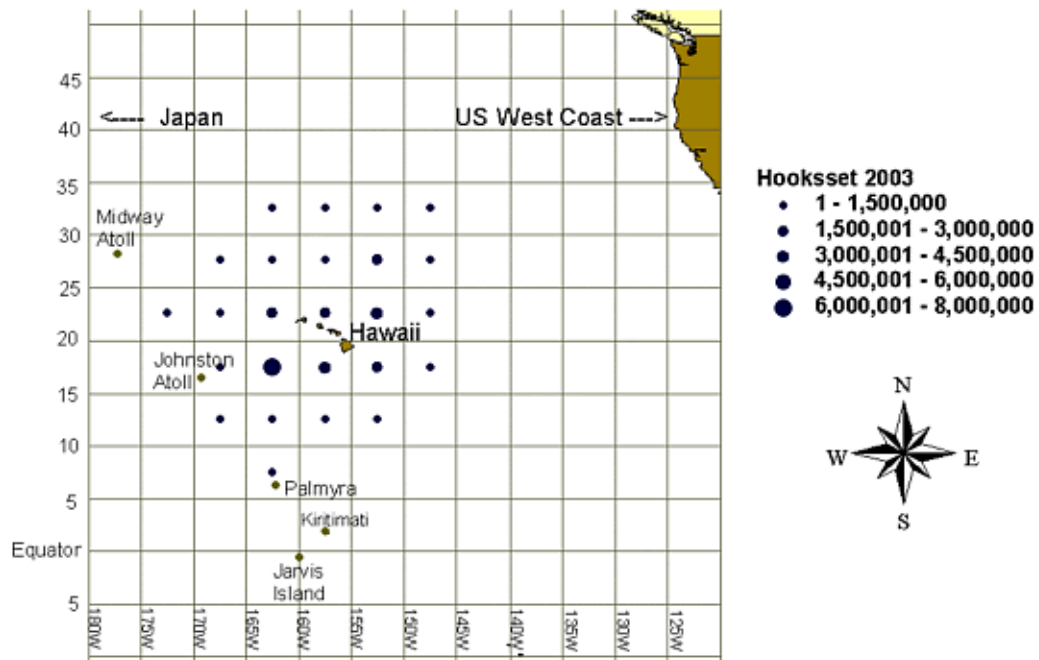 45
<---- Japan
US West Coast --->
40
35
Midway
Atoll
30
25
20
Hawaii
Johnston
Atoll
15
10
Palmyra
5
Kiritimati
Equator
Jarvis
Island
5
180W
175W
170W
165W
160W
155W
150W
145W
140W
135W
130W
125W
Hooksset 2003
1 - 1,500,000
1,500,001 - 3,000,000
3,000,001 - 4,500,000
4,500,001 - 6,000,000
6,000,001 - 8,000,000
N
W
E
S